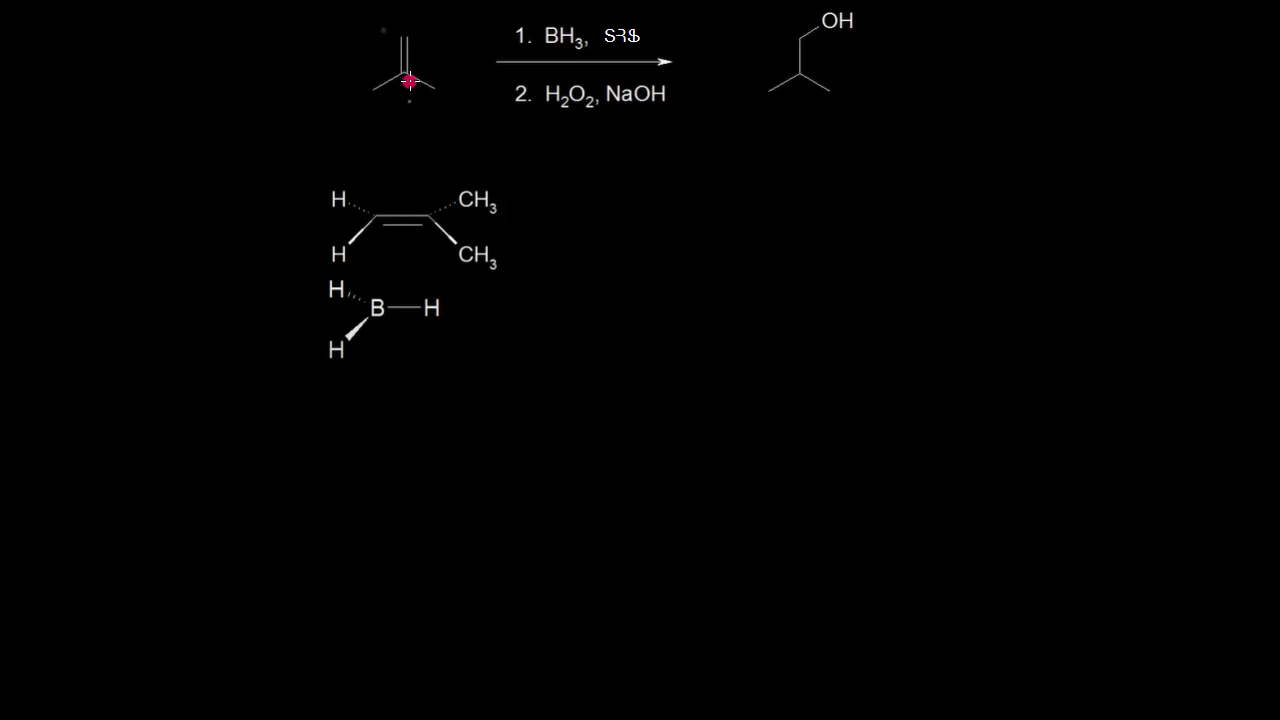 OH
1. BH₃,
2. H₂O₂, NaOH
H CH₃
H CH₃
H
B H
H